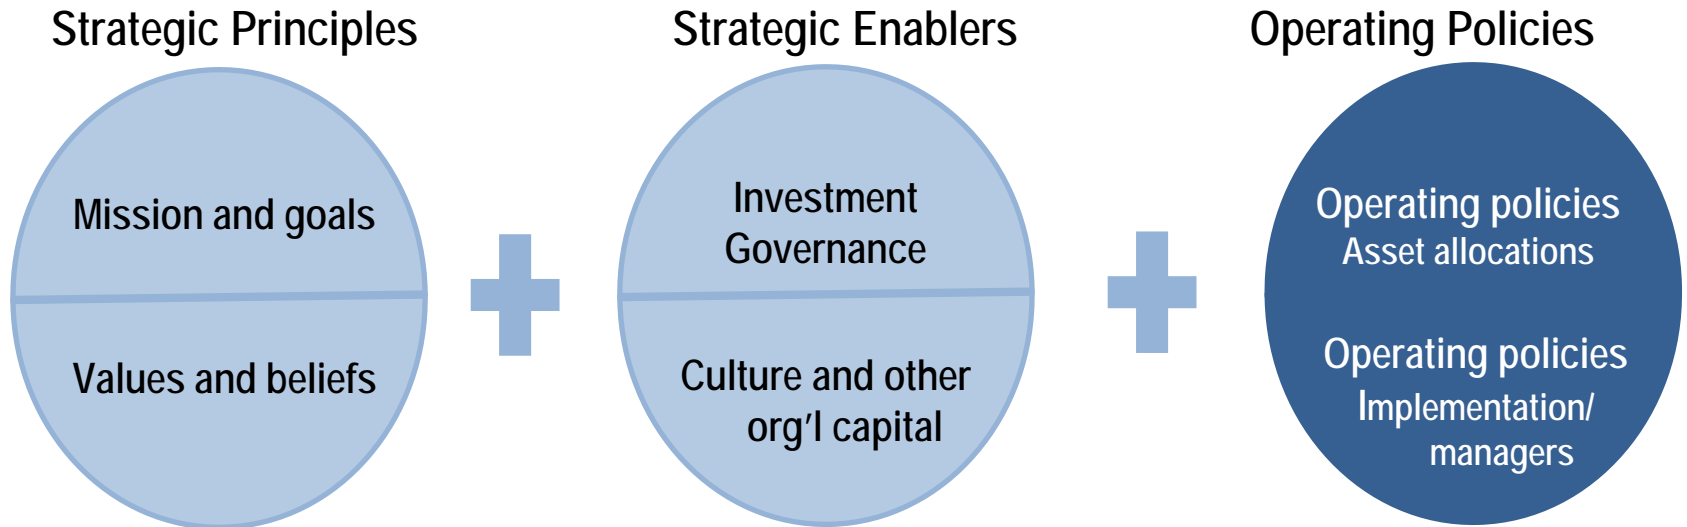 Strategic Principles
Mission and goals
Values and beliefs
Strategic Enablers
Investment
Governance
Culture and other
org'l capital
Operating Policies
Operating policies
Asset allocations
Operating policies
Implementation/
managers